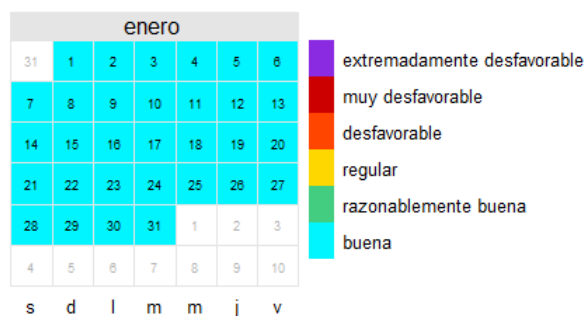 enero
31 1 2 3 4 5 6
7 8 9 10 11 12 13
14 15 16 17 18 19 20
21 22 23 24 25 26 27
28 29 30 31 1 2 3
4 5 6 7 8 9 10
s d l m m j v
extremadamente desfavorable
muy desfavorable
desfavorable
regular
razonablemente buena
buena